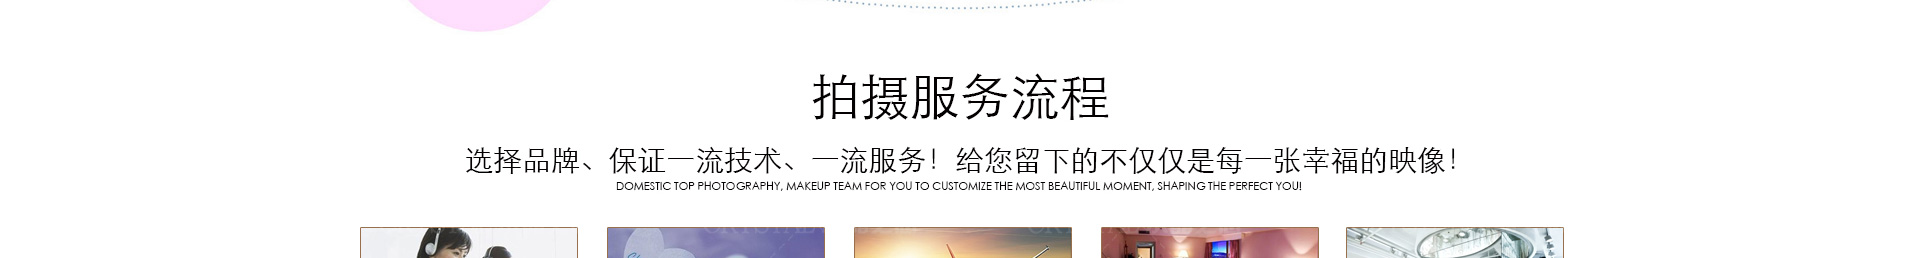 拍摄服务流程
选择品牌、保证一流技术、一流服务！给您留下的不仅仅是每一张幸福的映像！
DOMESTIC TOP PHOTOGRAPHY, MAKEUP TEAM FOR YOU TO CUSTOMIZE THE MOST BEAUTIFUL MOMENT, SHAPING THE PERFECT YOU!